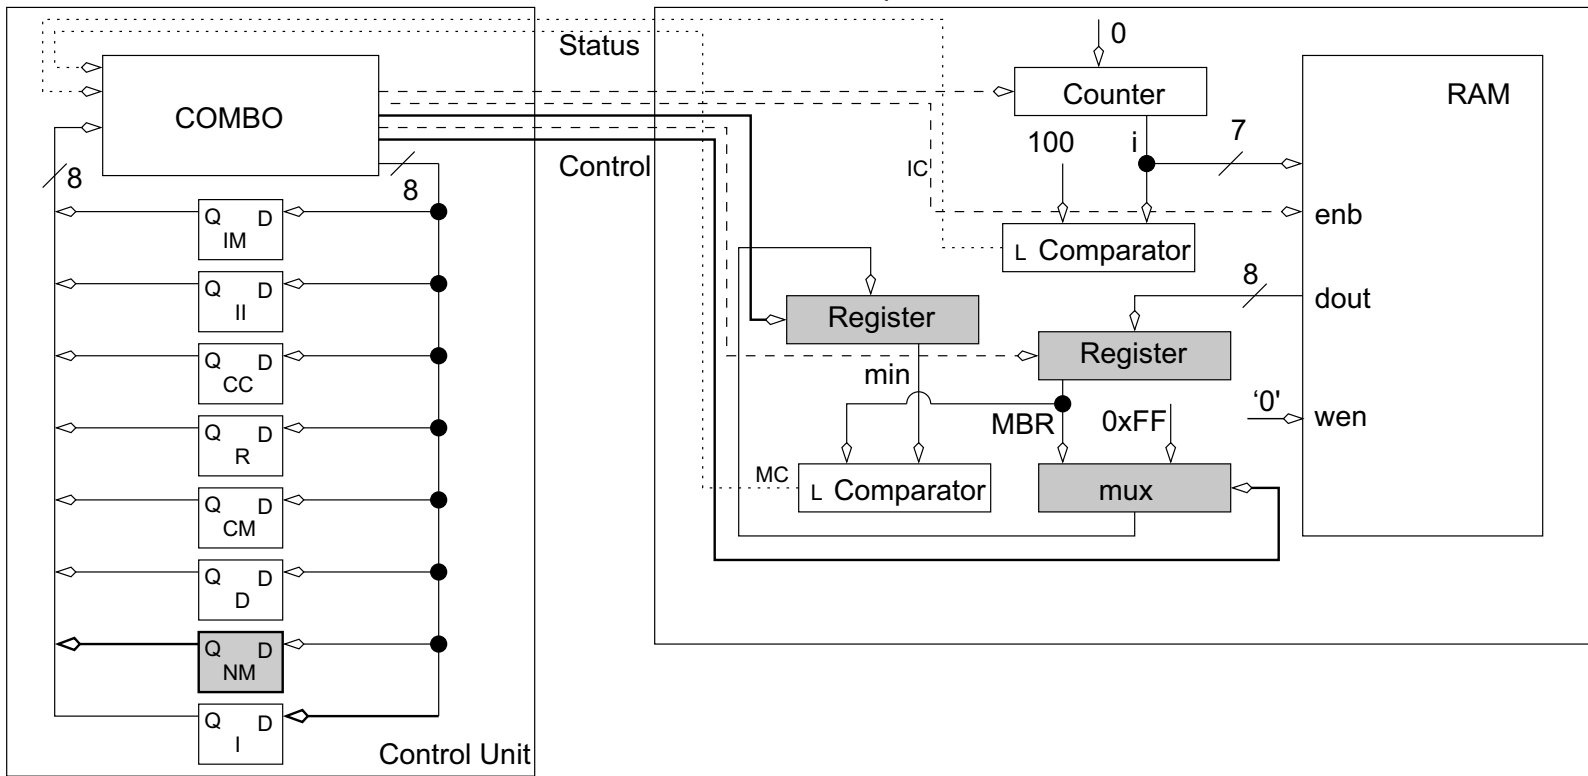 Status
0
COMBO
Counter
RAM
8
8
Control
100
i
7
IC
Q D
IM
enb
L Comparator
Q D
II
8
dout
Register
Register
Q D
CC
min
MBR
0xFF
'0'
wen
Q D
R
MC
L Comparator
mux
Q D
CM
Q D
D
Q D
NM
Q D
I
Control Unit